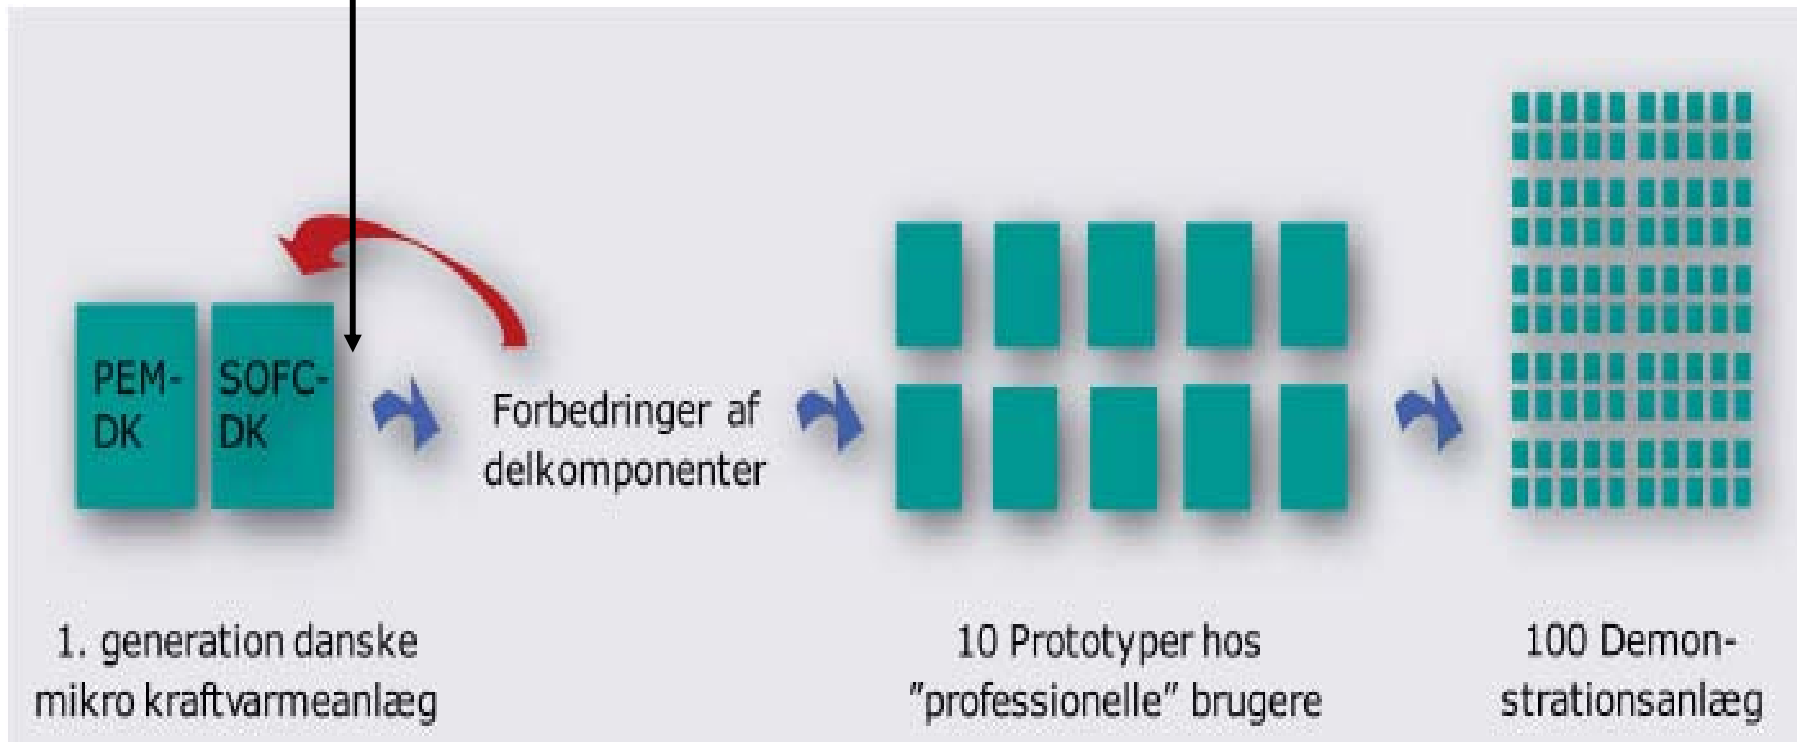 PEM-
DK
SOFC-
DK
Forbedringer af
delkomponenter
1. generation danske
mikro kraftvarmeanlæg
10 Prototyper hos
"professionelle" brugere
100 Demon-
strationsanlæg